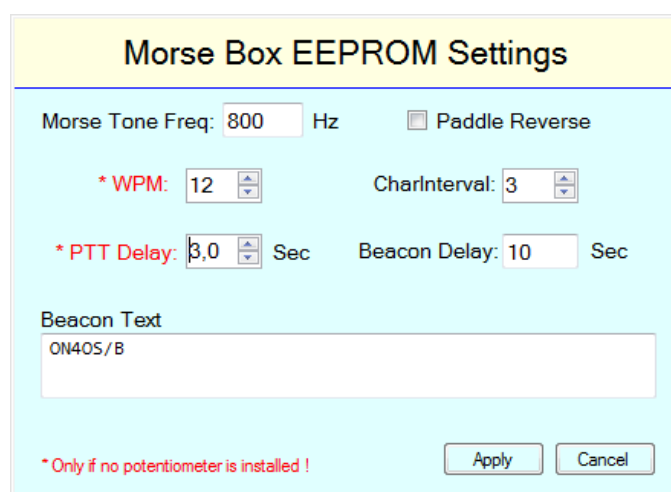 Morse Box EEPROM Settings
Morse Tone Freq: 800 Hz Paddle Reverse
* WPM: 12 CharInterval: 3
* PTT Delay: 3,0 Sec Beacon Delay: 10 Sec
Beacon Text
ON4OS/B
* Only if no potentiometer is installed ! Apply Cancel